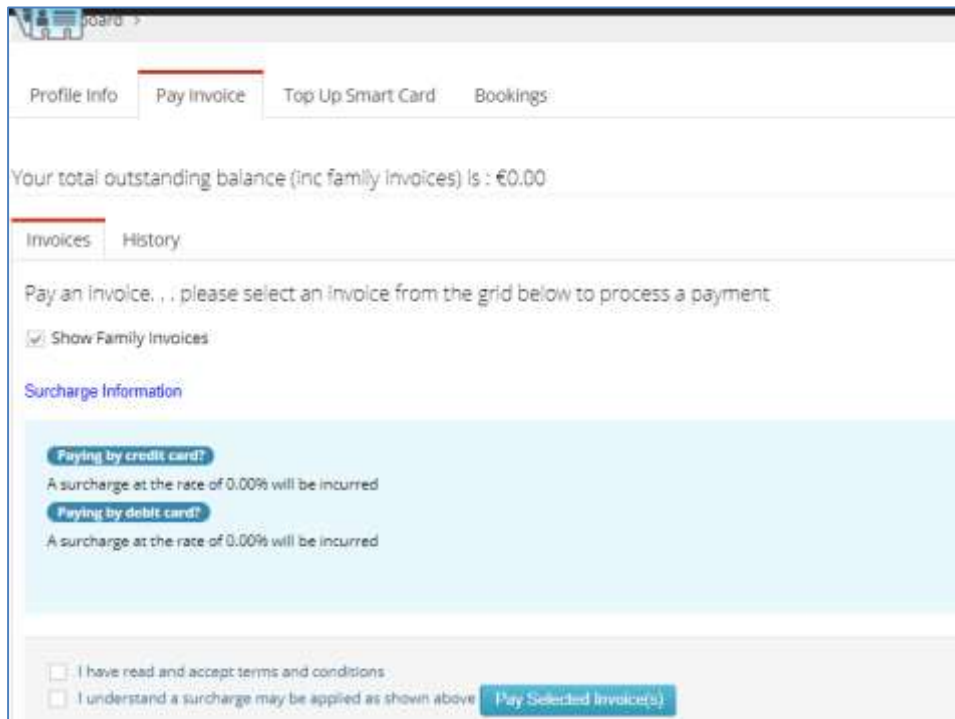 board >
Profile Info Pay Invoice Top Up Smart Card Bookings
Your total outstanding balance (inc family invoices) is : €0.00
Invoices History
Pay an invoice. . . please select an invoice from the grid below to process a payment
Show Family Invoices
Surcharge Information
Paying by credit card?
A surcharge at the rate of 0.00% will be incurred
Paying by debit card?
A surcharge at the rate of 0.00% will be incurred
I have read and accept terms and conditions
I understand a surcharge may be applied as shown above Pay Selected Invoice(s)